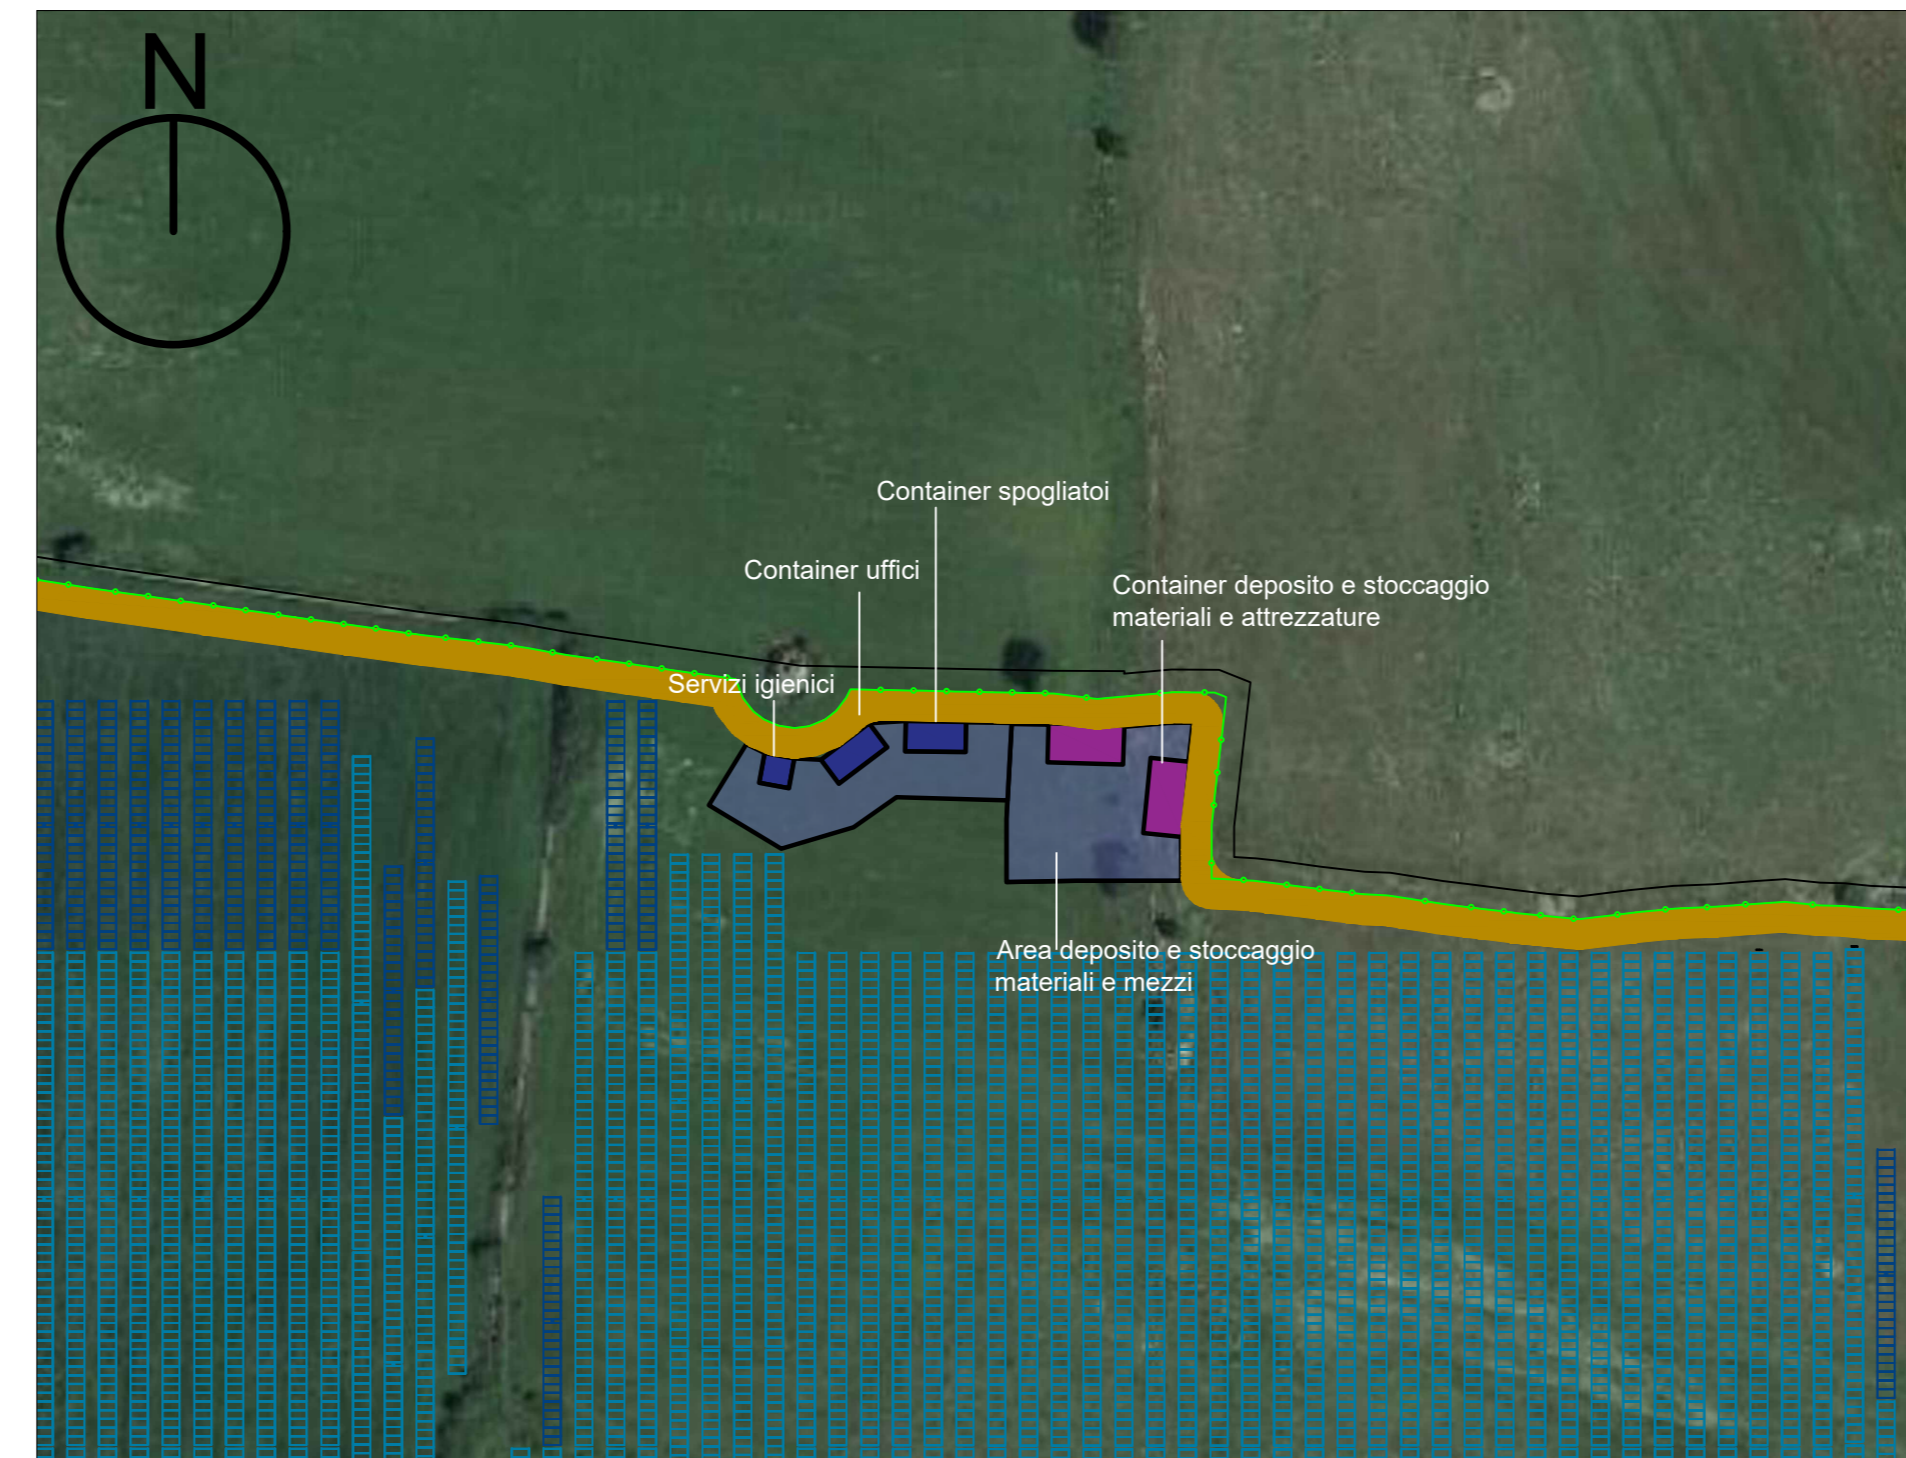 N
Container spogliatoi
Container uffici
Container deposito e stoccaggio
materiali e attrezzature
Servizi igienici
Area deposito e stoccaggio
materiali e mezzi